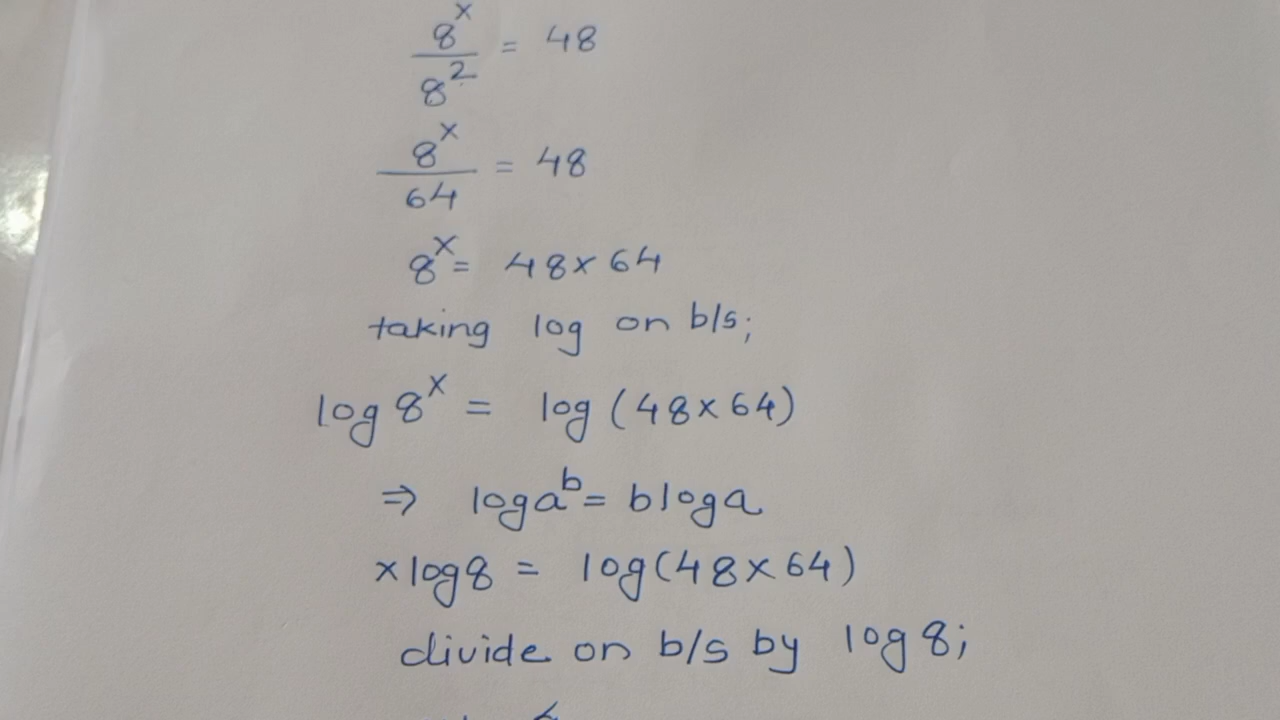 8^x / 8^2 = 48
8^x / 64 = 48
8^x = 48 x 64
taking log on b/s;
log 8^x = log (48 x 64)
⇒ log a^b = b log a
x log 8 = log (48 x 64)
divide on b/s by log 8;